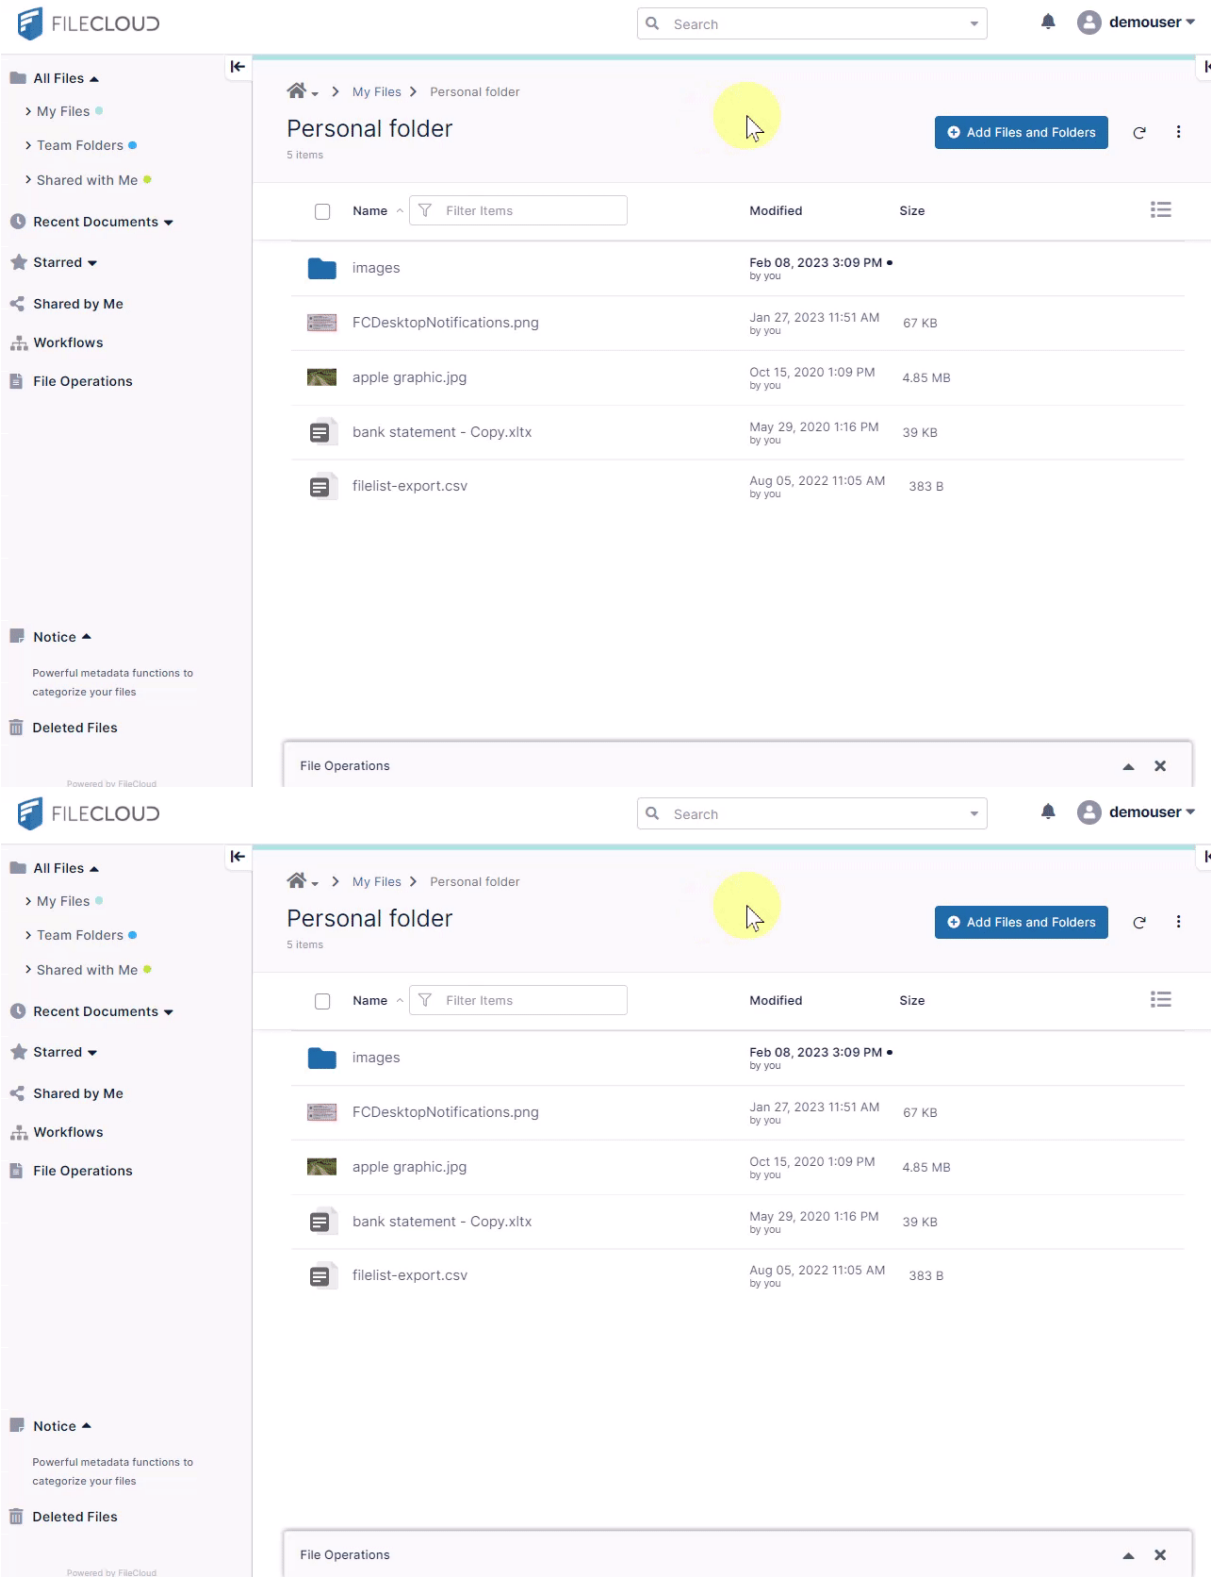 FILECLOUD
Search
demouser
All Files
My Files
Team Folders
Shared with Me
Recent Documents
Starred
Shared by Me
Workflows
File Operations
Notice
Powerful metadata functions to
categorize your files
Deleted Files
Powered by FileCloud
My Files Personal folder
Personal folder
5 items
Add Files and Folders
Name Filter Items Modified Size
images Feb 08, 2023 3:09 PM
by you
FCDesktopNotifications.png Jan 27, 2023 11:51 AM 67 KB
by you
apple graphic.jpg Oct 15, 2020 1:09 PM 4.85 MB
by you
bank statement - Copy.xltx May 29, 2020 1:16 PM 39 KB
by you
filelist-export.csv Aug 05, 2022 11:05 AM 383 B
by you
File Operations
FILECLOUD
Search
demouser
All Files
My Files
Team Folders
Shared with Me
Recent Documents
Starred
Shared by Me
Workflows
File Operations
Notice
Powerful metadata functions to
categorize your files
Deleted Files
Powered by FileCloud
My Files Personal folder
Personal folder
5 items
Add Files and Folders
Name Filter Items Modified Size
images Feb 08, 2023 3:09 PM
by you
FCDesktopNotifications.png Jan 27, 2023 11:51 AM 67 KB
by you
apple graphic.jpg Oct 15, 2020 1:09 PM 4.85 MB
by you
bank statement - Copy.xltx May 29, 2020 1:16 PM 39 KB
by you
filelist-export.csv Aug 05, 2022 11:05 AM 383 B
by you
File Operations